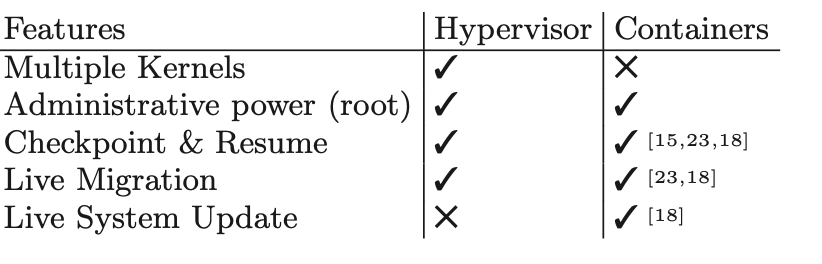 Features Hypervisor Containers
Multiple Kernels ✓ ×
Administrative power (root) ✓ ✓
Checkpoint & Resume ✓ ✓ [15,23,18]
Live Migration ✓ ✓ [23,18]
Live System Update × ✓ [18]